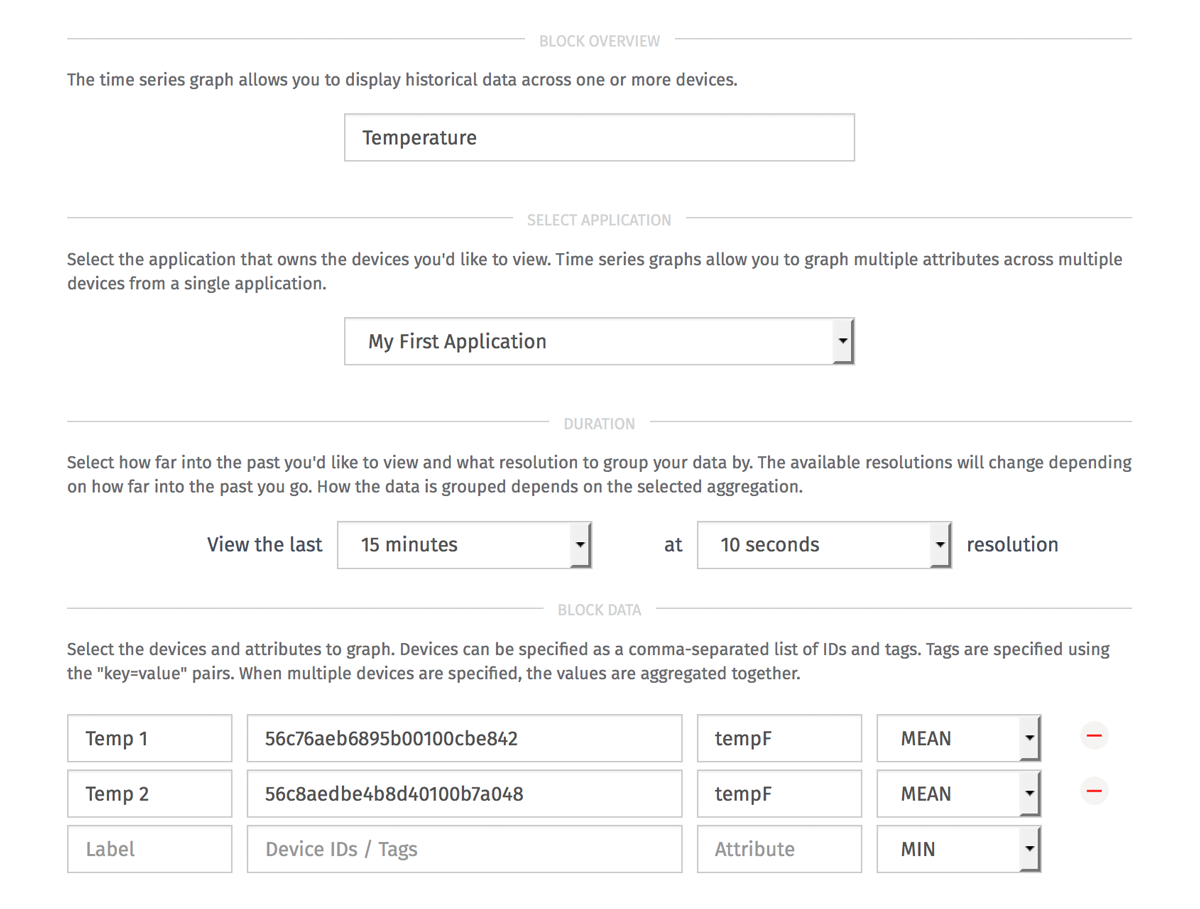 BLOCK OVERVIEW
The time series graph allows you to display historical data across one or more devices.
Temperature
SELECT APPLICATION
Select the application that owns the devices you'd like to view. Time series graphs allow you to graph multiple attributes across multiple
devices from a single application.
My First Application
DURATION
Select how far into the past you'd like to view and what resolution to group your data by. The available resolutions will change depending
on how far into the past you go. How the data is grouped depends on the selected aggregation.
View the last 15 minutes at 10 seconds resolution
BLOCK DATA
Select the devices and attributes to graph. Devices can be specified as a comma-separated list of IDs and tags. Tags are specified using
the "key=value" pairs. When multiple devices are specified, the values are aggregated together.
Temp 1 56c76aeb6895b00100cbe842 tempF MEAN
Temp 2 56c8aedbe4b8d40100b7a048 tempF MEAN
Label Device IDs / Tags Attribute MIN